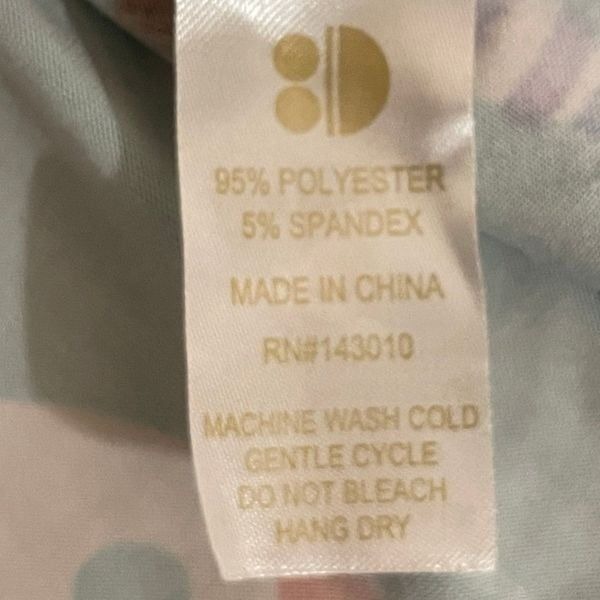 95% POLYESTER
5% SPANDEX
MADE IN CHINA
RN#143010
MACHINE WASH COLD
GENTLE CYCLE
DO NOT BLEACH
HANG DRY